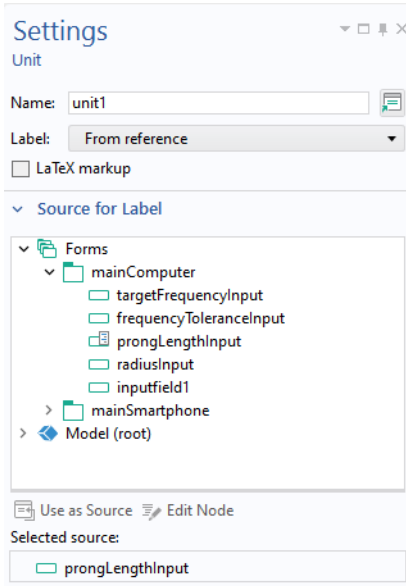 Settings
Unit
Name: unit1
Label: From reference
LaTeX markup
Source for Label
Forms
mainComputer
targetFrequencyInput
frequencyToleranceInput
prongLengthInput
radiusInput
inputfield1
mainSmartphone
Model (root)
Use as Source Edit Node
Selected source:
prongLengthInput